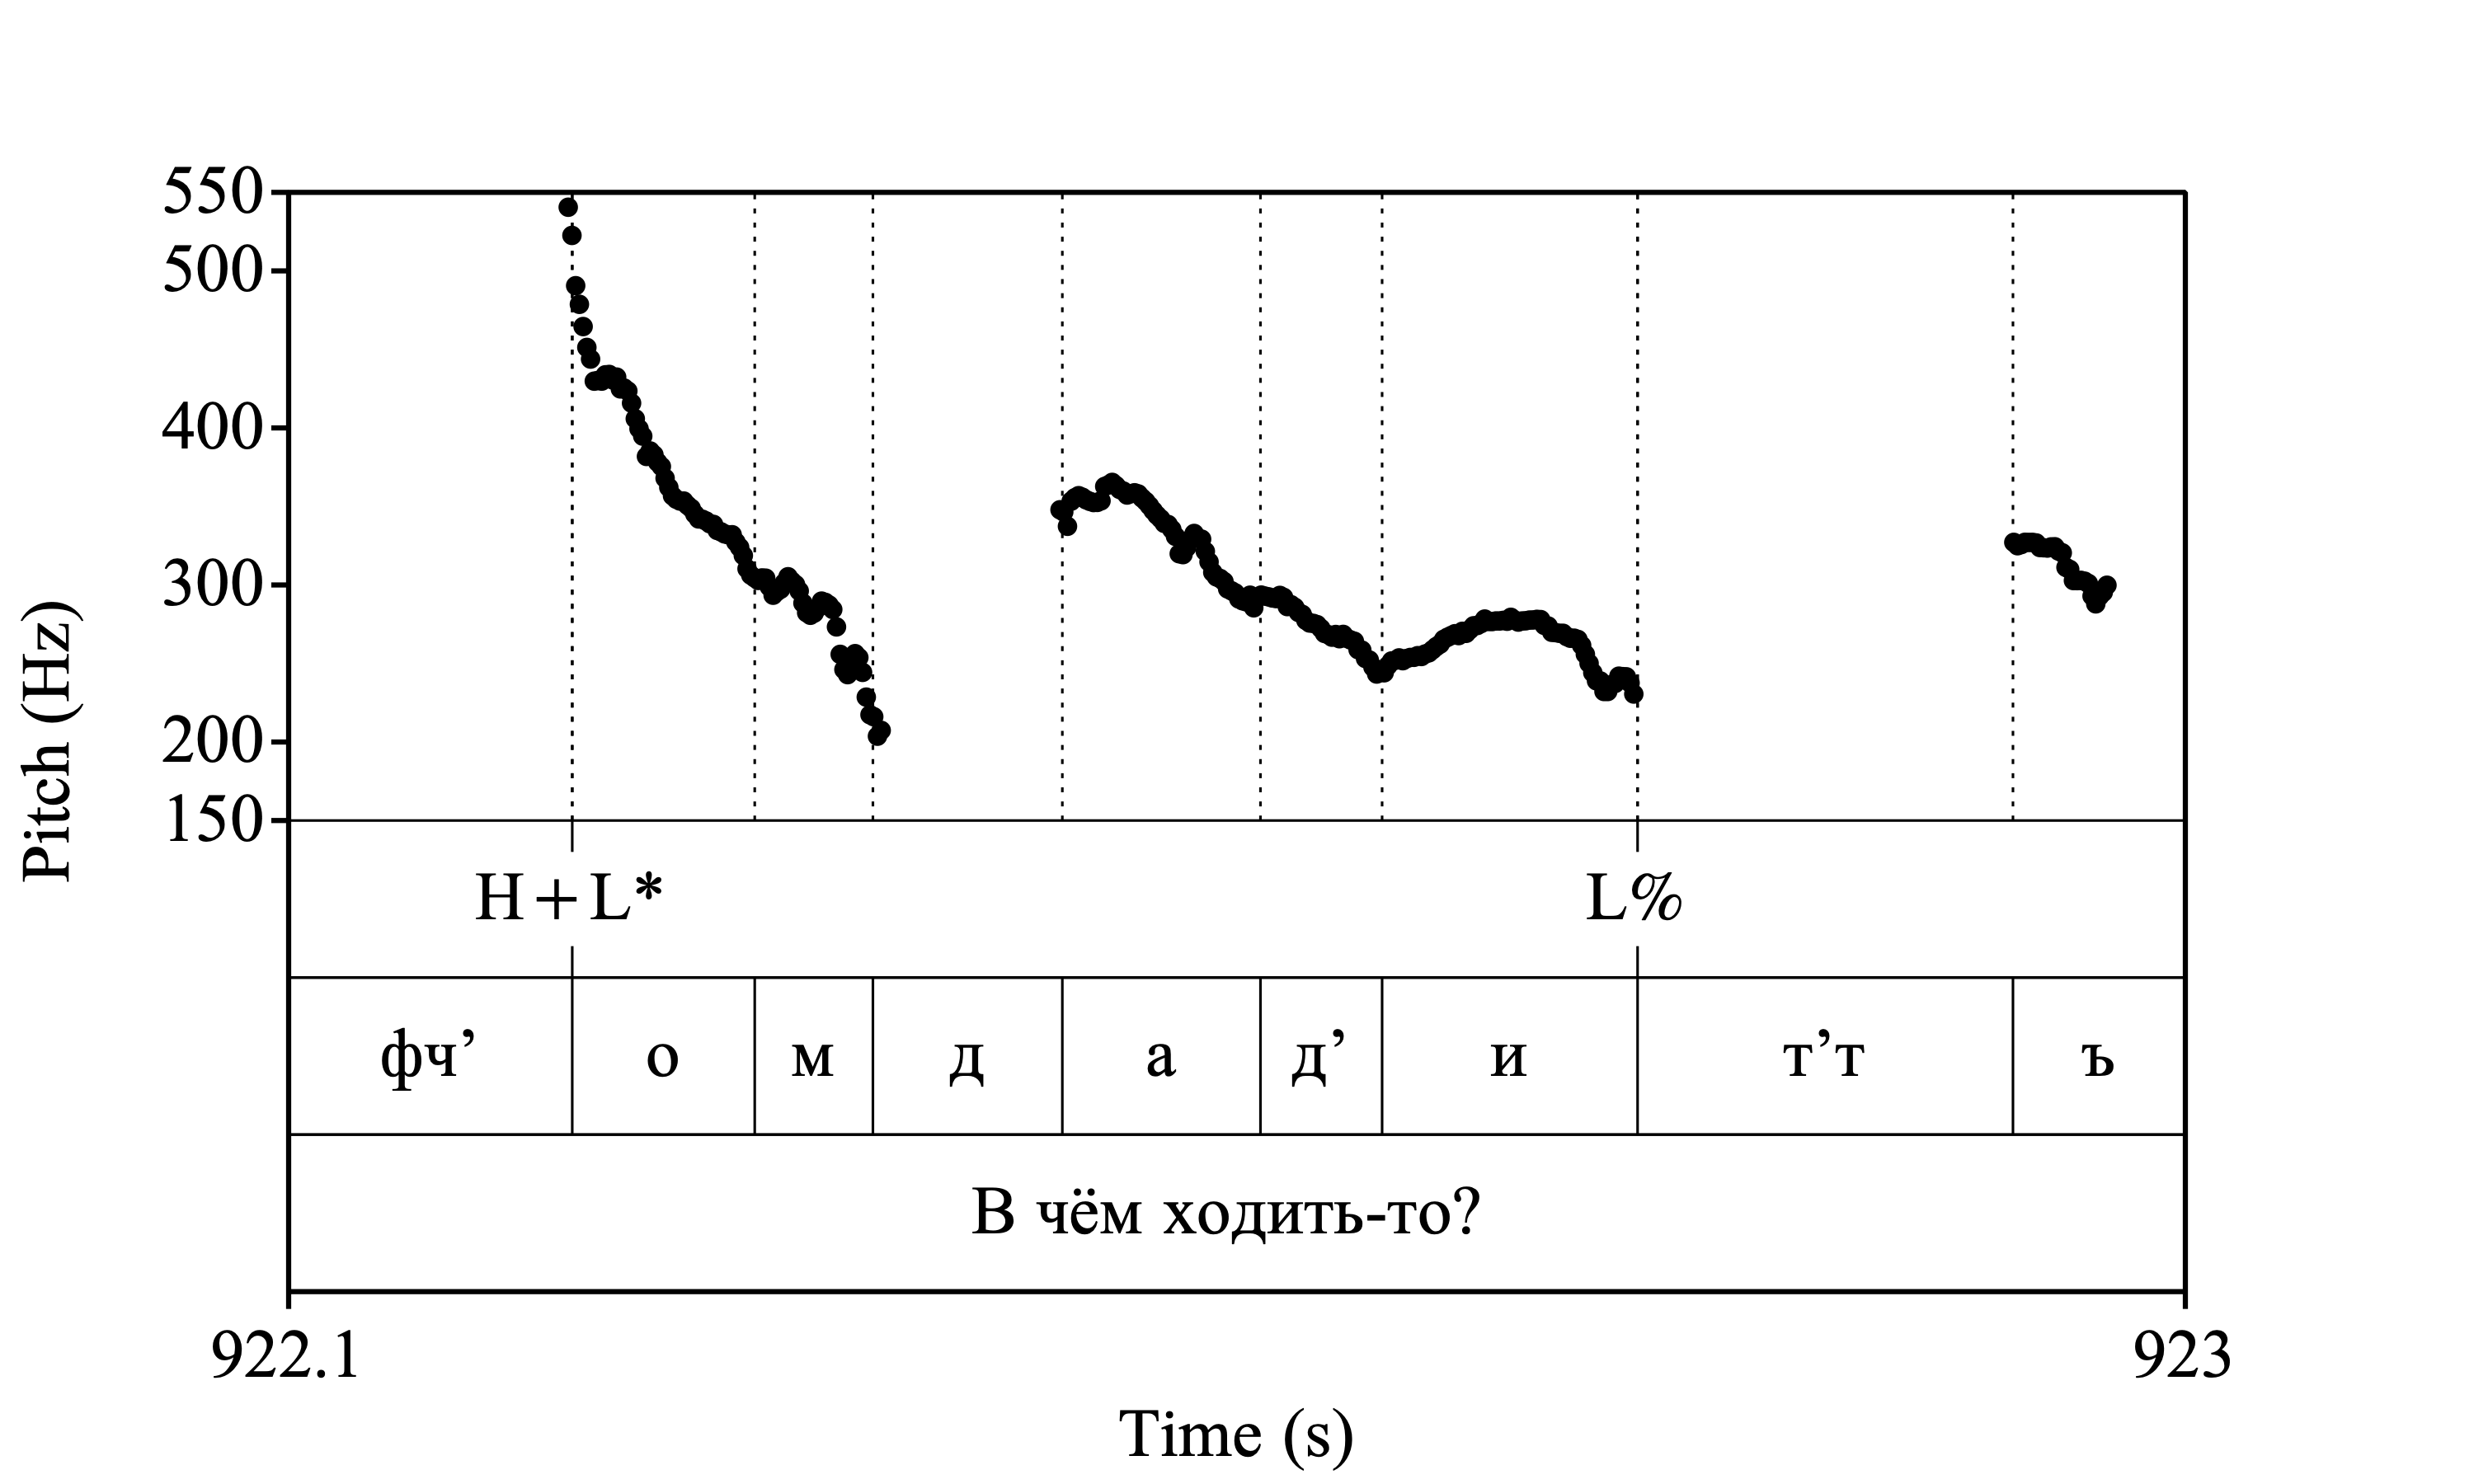 550
500
400
300
200
150
Pitch (Hz)
H+L* L%
фч’ о м д а д’ и т’т ъ
В чём ходить-то?
922.1 923
Time (s)